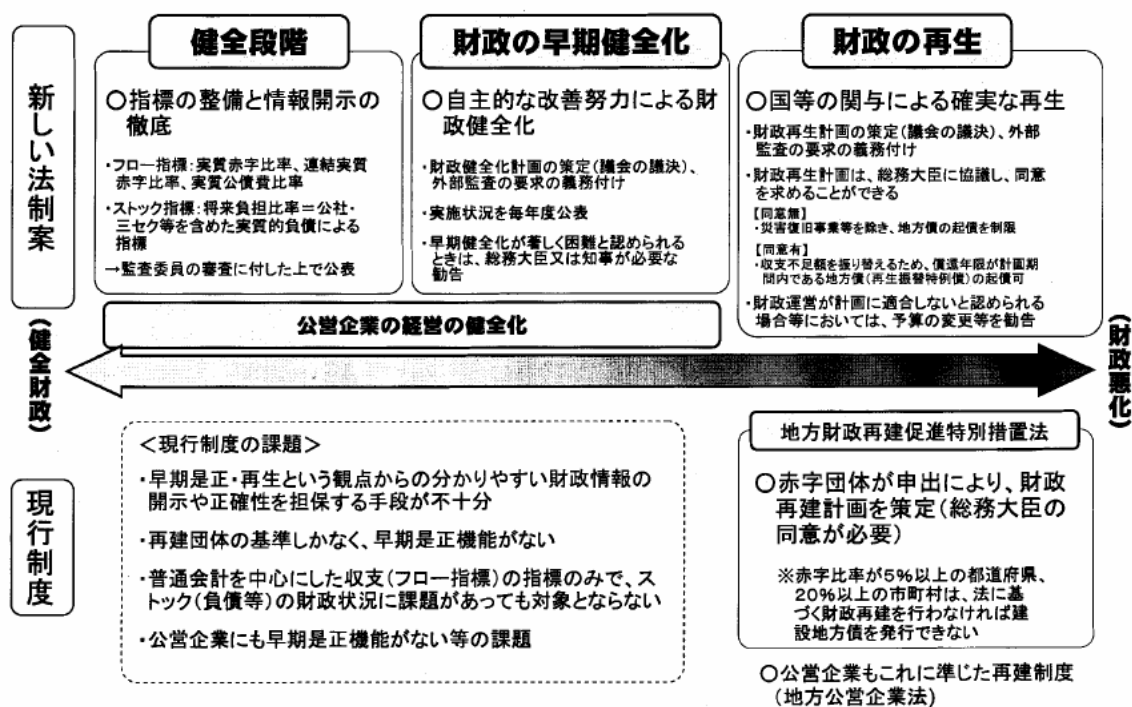 新しい法制案
健全段階
○指標の整備と情報開示の
徹底
・フロー指標：実質赤字比率、連結実質
赤字比率、実質公債費比率
・ストック指標：将来負担比率＝公社・
三セク等を含めた実質的負債による
指標
→監査委員の審査に付した上で公表
財政の早期健全化
○自主的な改善努力による財
政健全化
・財政健全化計画の策定（議会の議決）、
外部監査の要求の義務付け
・実施状況を毎年度公表
・早期健全化が著しく困難と認められる
ときは、総務大臣又は知事が必要な
勧告
公営企業の経営の健全化
財政の再生
○国等の関与による確実な再生
・財政再生計画の策定（議会の議決）、外部
監査の要求の義務付け
・財政再生計画は、総務大臣に協議し、同意
を求めることができる
【同意無】
・災害復旧事業等を除き、地方債の起債を制限
【同意有】
・収支不足額を振り替えるため、償還年限が計画期
間内である地方債（再生振替特例債）の起債可
・財政運営が計画に適合しないと認められる
場合等においては、予算の変更等を勧告
（健全財政）
（財政悪化）
現行制度
＜現行制度の課題＞
・早期是正・再生という観点からの分かりやすい財政情報の
開示や正確性を担保する手段が不十分
・再建団体の基準しかなく、早期是正機能がない
・普通会計を中心にした収支（フロー指標）の指標のみで、ス
トック（負債等）の財政状況に課題があっても対象とならない
・公営企業にも早期是正機能がない等の課題
地方財政再建促進特別措置法
○赤字団体が申出により、財政
再建計画を策定（総務大臣の
同意が必要）
※赤字比率が5%以上の都道府県、
20%以上の市町村は、法に基
づく財政再建を行わなければ建
設地方債を発行できない
○公営企業もこれに準じた再建制度
（地方公営企業法）